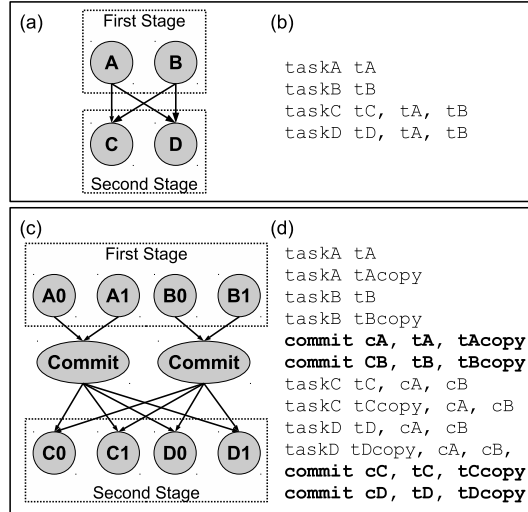 (a)
First Stage
A B
C D
Second Stage
(b)
taskA tA
taskB tB
taskC tC, tA, tB
taskD tD, tA, tB
(c)
First Stage
A0 A1 B0 B1
Commit Commit
C0 C1 D0 D1
Second Stage
(d)
taskA tA
taskA tAcopy
taskB tB
taskB tBcopy
commit cA, tA, tAcopy
commit CB, tB, tBcopy
taskC tC, cA, cB
taskC tCcopy, cA, cB
taskD tD, cA, cB
taskD tDcopy, cA, cB,
commit cC, tC, tCcopy
commit cD, tD, tDcopy